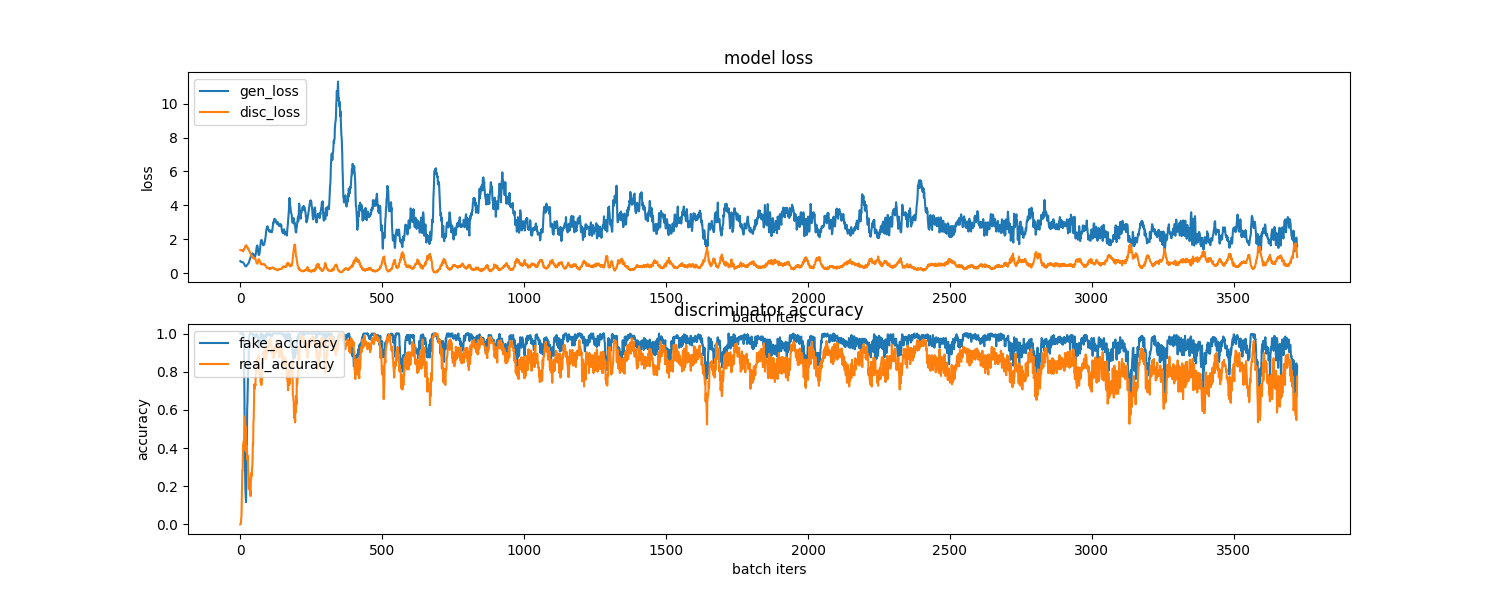 model loss
gen_loss
disc_loss
10
8
6
4
2
0
loss
0 500 1000 1500 2000 2500 3000 3500
batch iters
discriminator accuracy
fake_accuracy
real_accuracy
1.0
0.8
0.6
0.4
0.2
0.0
accuracy
0 500 1000 1500 2000 2500 3000 3500
batch iters